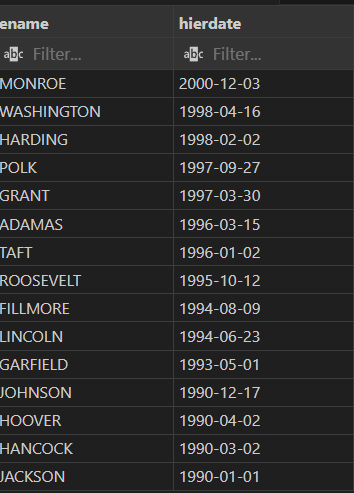 ename hierdate
abc Filter... abc Filter...
MONROE 2000-12-03
WASHINGTON 1998-04-16
HARDING 1998-02-02
POLK 1997-09-27
GRANT 1997-03-30
ADAMAS 1996-03-15
TAFT 1996-01-02
ROOSEVELT 1995-10-12
FILLMORE 1994-08-09
LINCOLN 1994-06-23
GARFIELD 1993-05-01
JOHNSON 1990-12-17
HOOVER 1990-04-02
HANCOCK 1990-03-02
JACKSON 1990-01-01